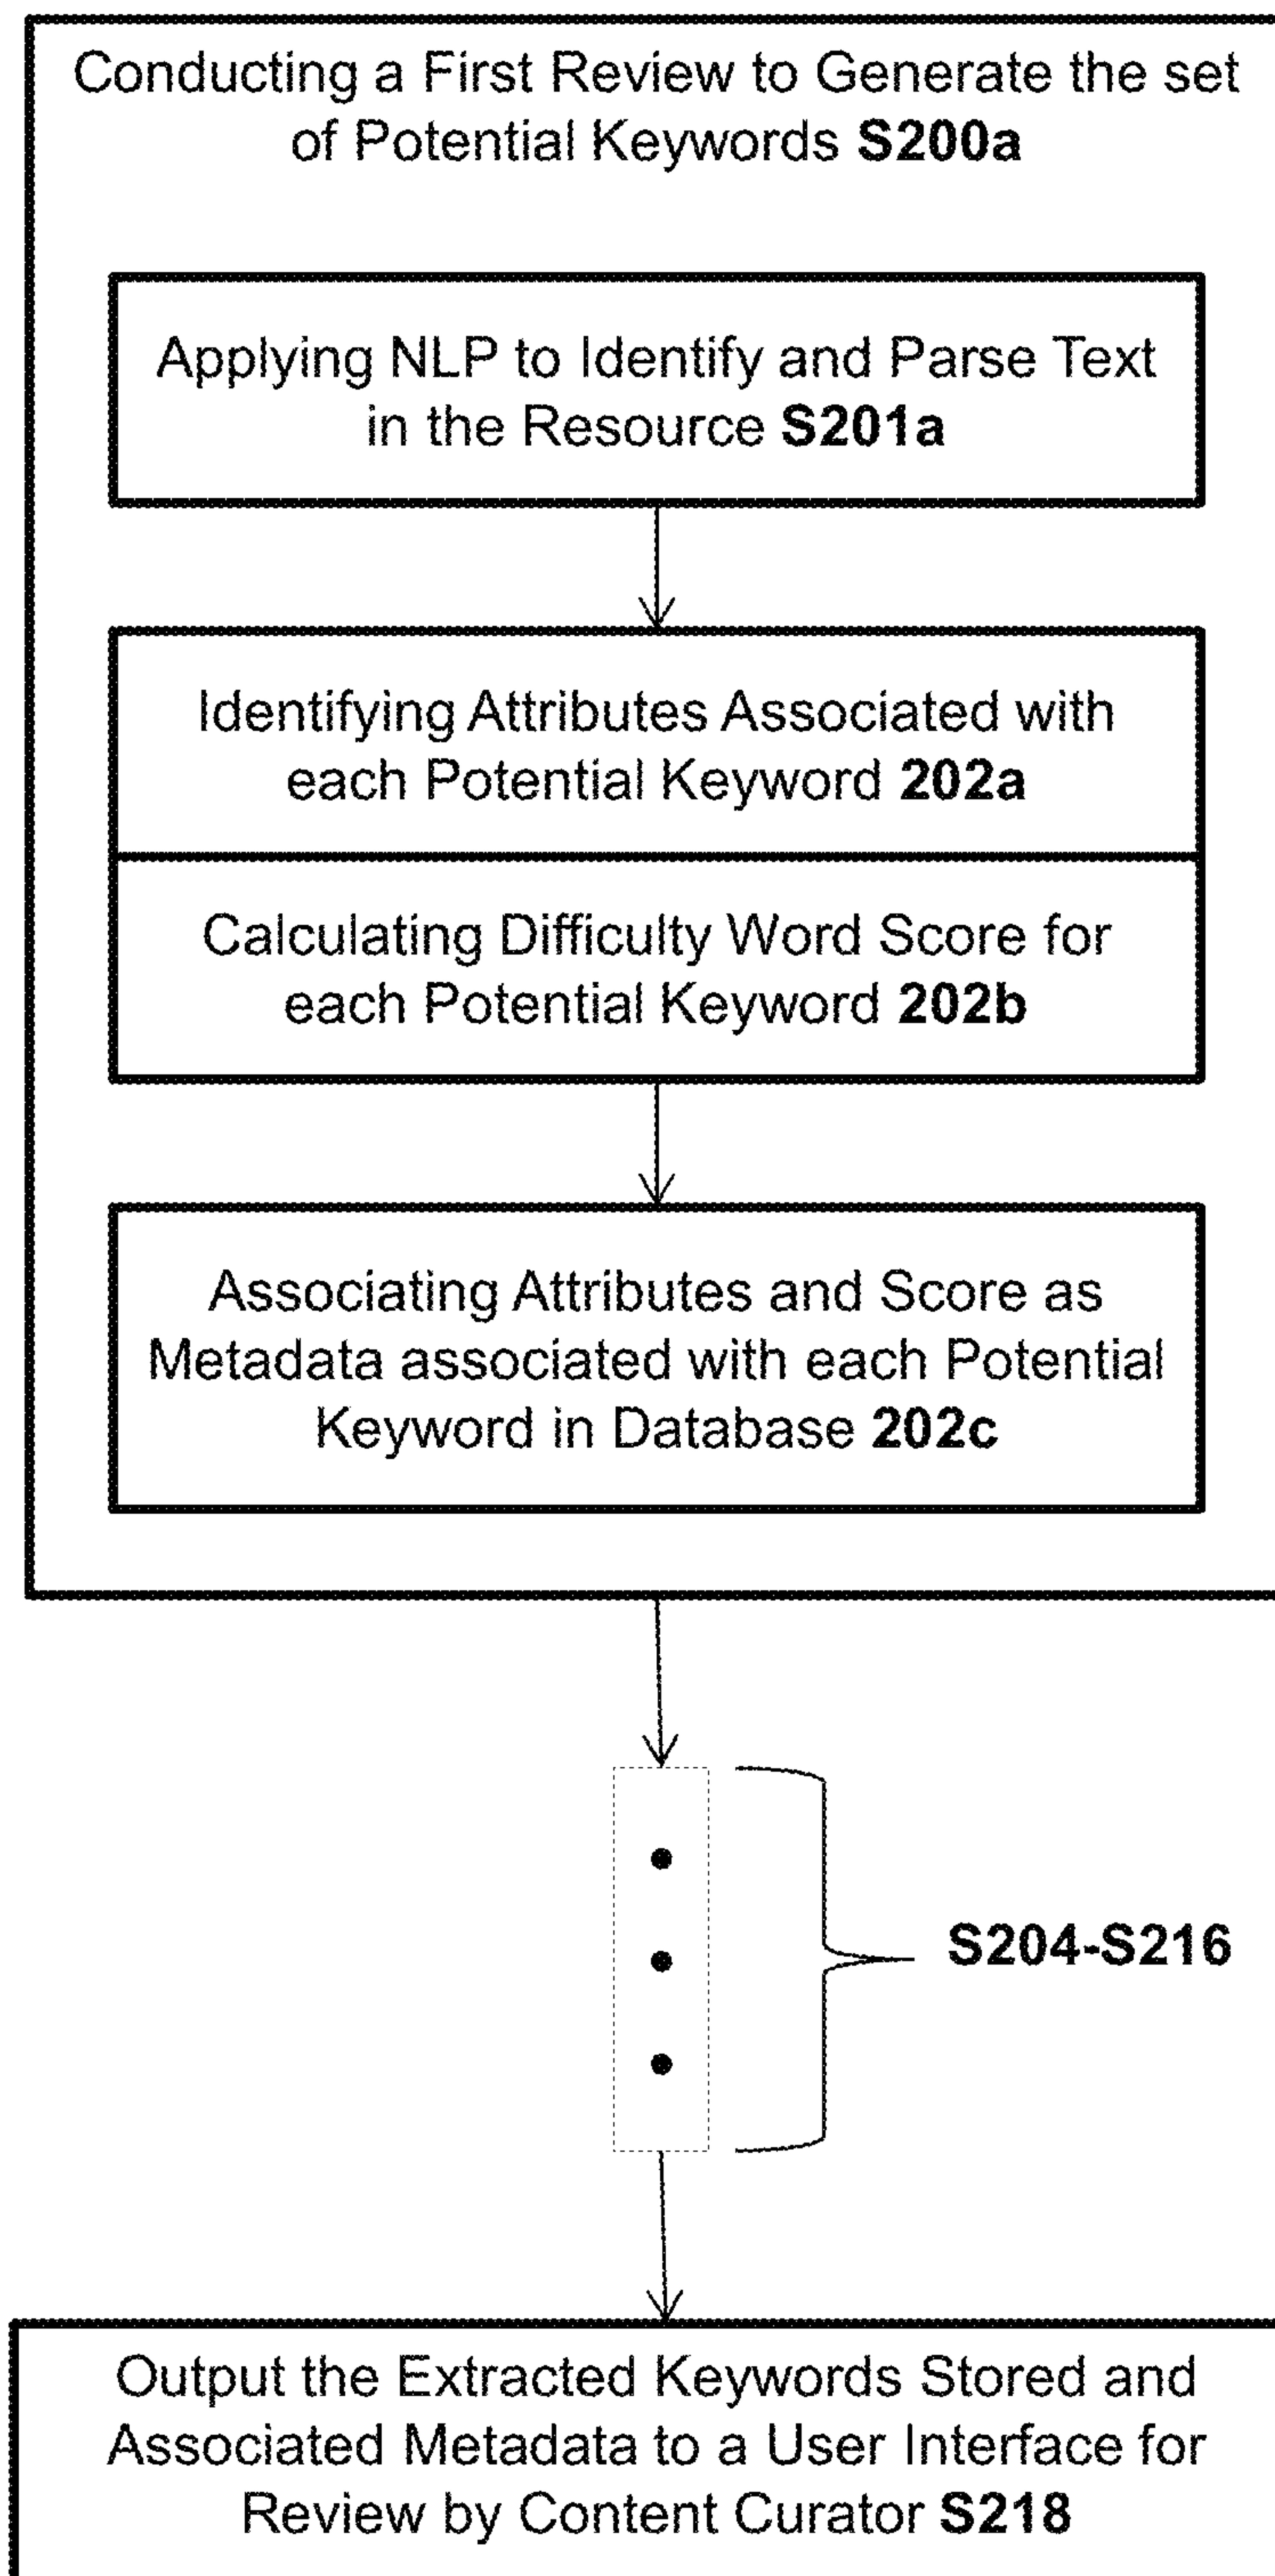 Conducting a First Review to Generate the set
of Potential Keywords S200a
Applying NLP to Identify and Parse Text
in the Resource S201a
Identifying Attributes Associated with
each Potential Keyword 202a
Calculating Difficulty Word Score for
each Potential Keyword 202b
Associating Attributes and Score as
Metadata associated with each Potential
Keyword in Database 202c
S204-S216
Output the Extracted Keywords Stored and
Associated Metadata to a User Interface for
Review by Content Curator S218